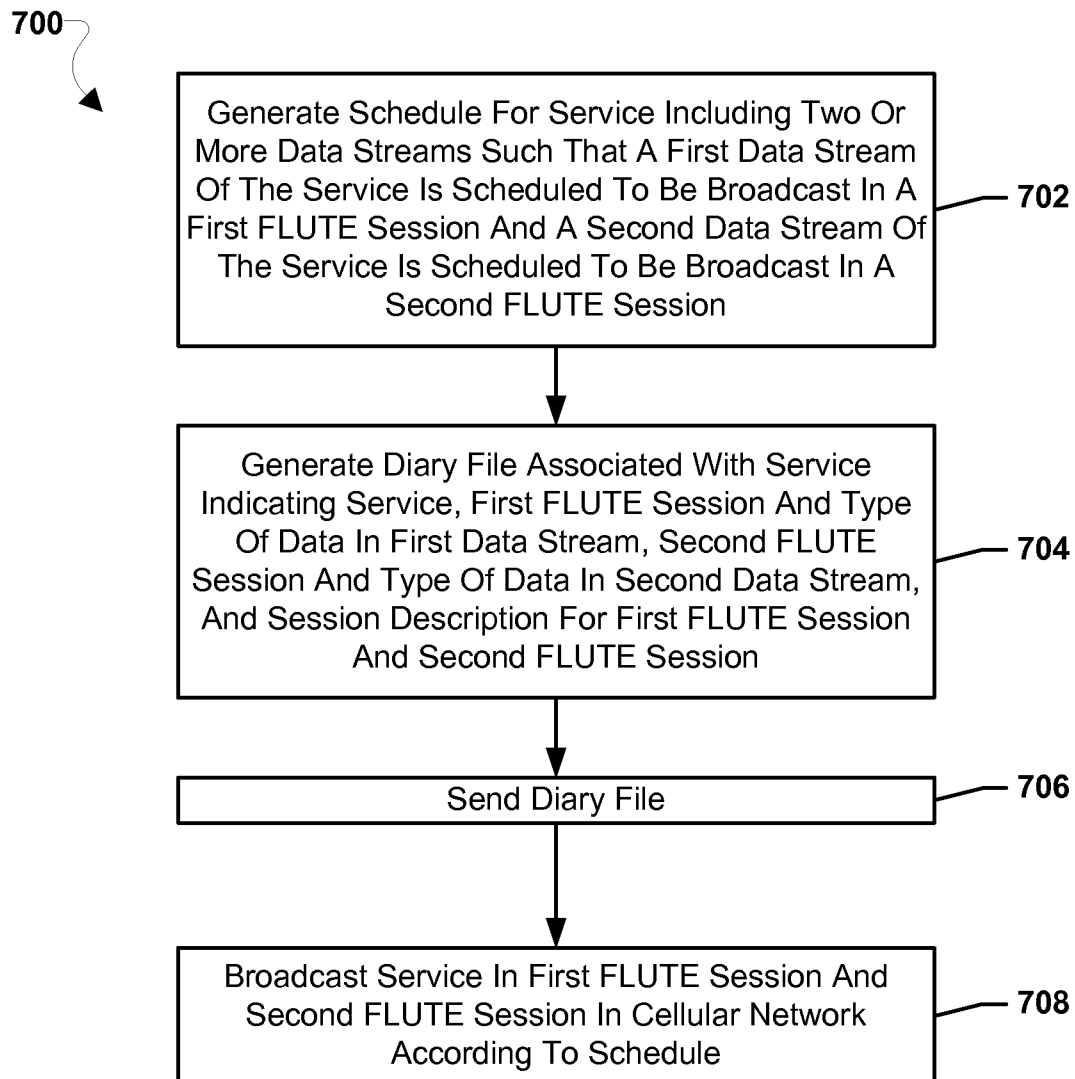 700
Generate Schedule For Service Including Two Or
More Data Streams Such That A First Data Stream
Of The Service Is Scheduled To Be Broadcast In A
First FLUTE Session And A Second Data Stream Of
The Service Is Scheduled To Be Broadcast In A
Second FLUTE Session
702
Generate Diary File Associated With Service
Indicating Service, First FLUTE Session And Type
Of Data In First Data Stream, Second FLUTE
Session And Type Of Data In Second Data Stream,
And Session Description For First FLUTE Session
And Second FLUTE Session
704
Send Diary File
706
Broadcast Service In First FLUTE Session And
Second FLUTE Session In Cellular Network
According To Schedule
708